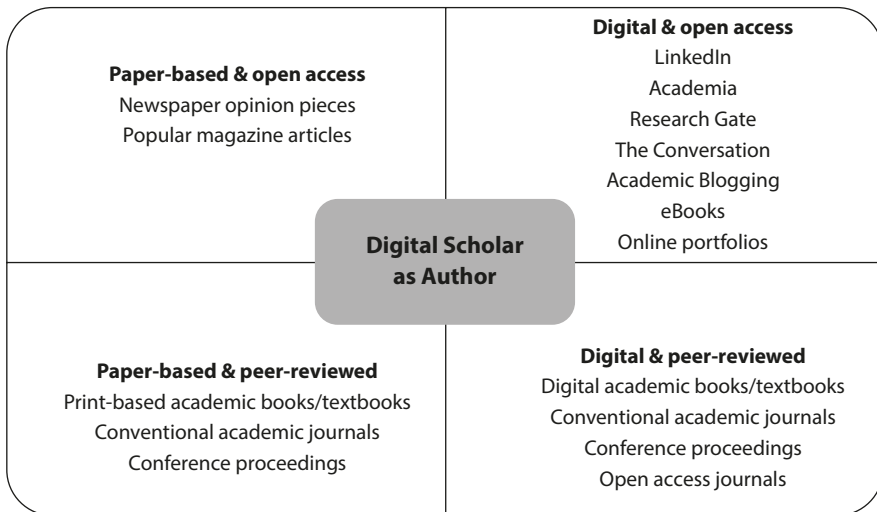 Paper-based & open access
Newspaper opinion pieces
Popular magazine articles
Digital & open access
LinkedIn
Academia
Research Gate
The Conversation
Academic Blogging
eBooks
Online portfolios
Digital Scholar
as Author
Paper-based & peer-reviewed
Print-based academic books/textbooks
Conventional academic journals
Conference proceedings
Digital & peer-reviewed
Digital academic books/textbooks
Conventional academic journals
Conference proceedings
Open access journals